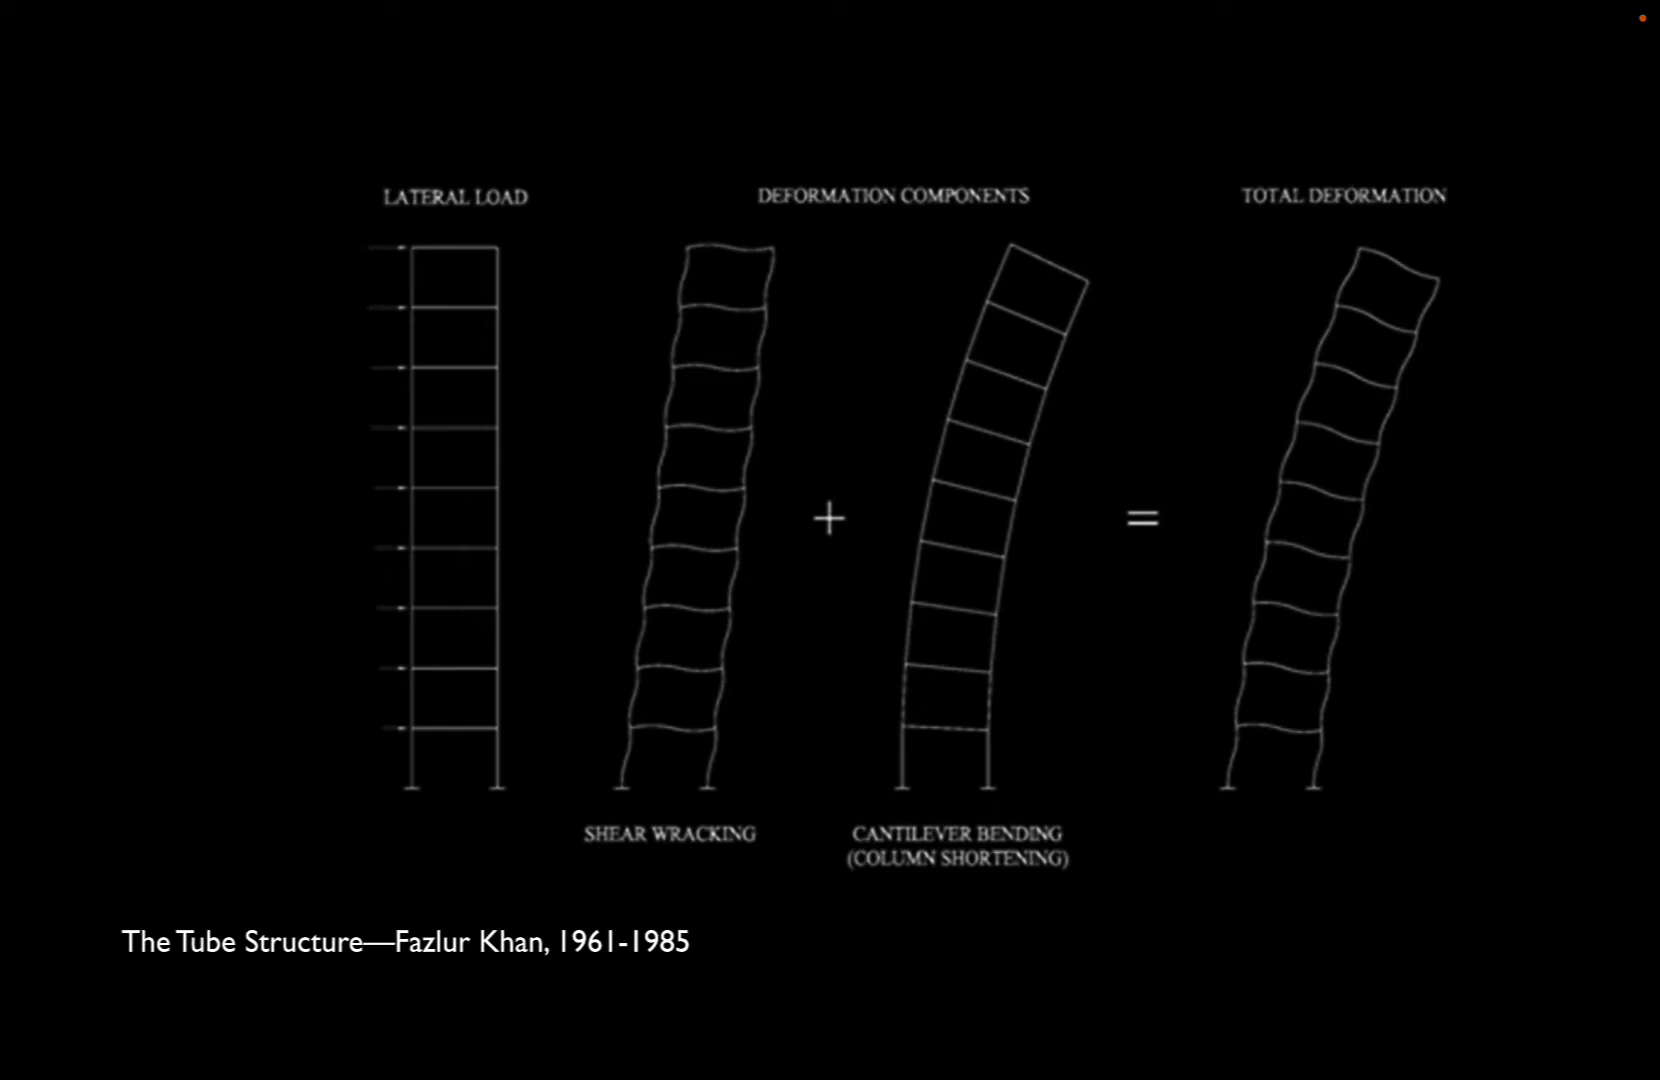 LATERAL LOAD
DEFORMATION COMPONENTS
TOTAL DEFORMATION
+
=
SHEAR WRACKING
CANTILEVER BENDING
(COLUMN SHORTENING)
The Tube Structure—Fazlur Khan, 1961-1985